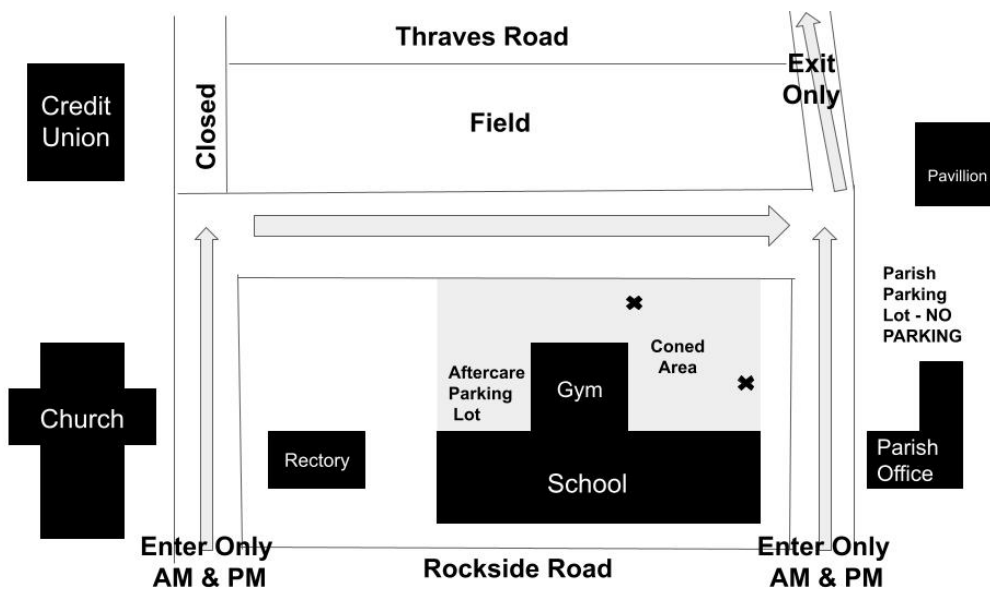 Thraves Road
Exit
Only
Credit
Union
Closed
Field
Pavillion
Parish
Parking
Lot - NO
PARKING
Coned
Area
Aftercare
Parking
Lot
Gym
Church
Rectory
School
Parish
Office
Enter Only
AM & PM
Rockside Road
Enter Only
AM & PM